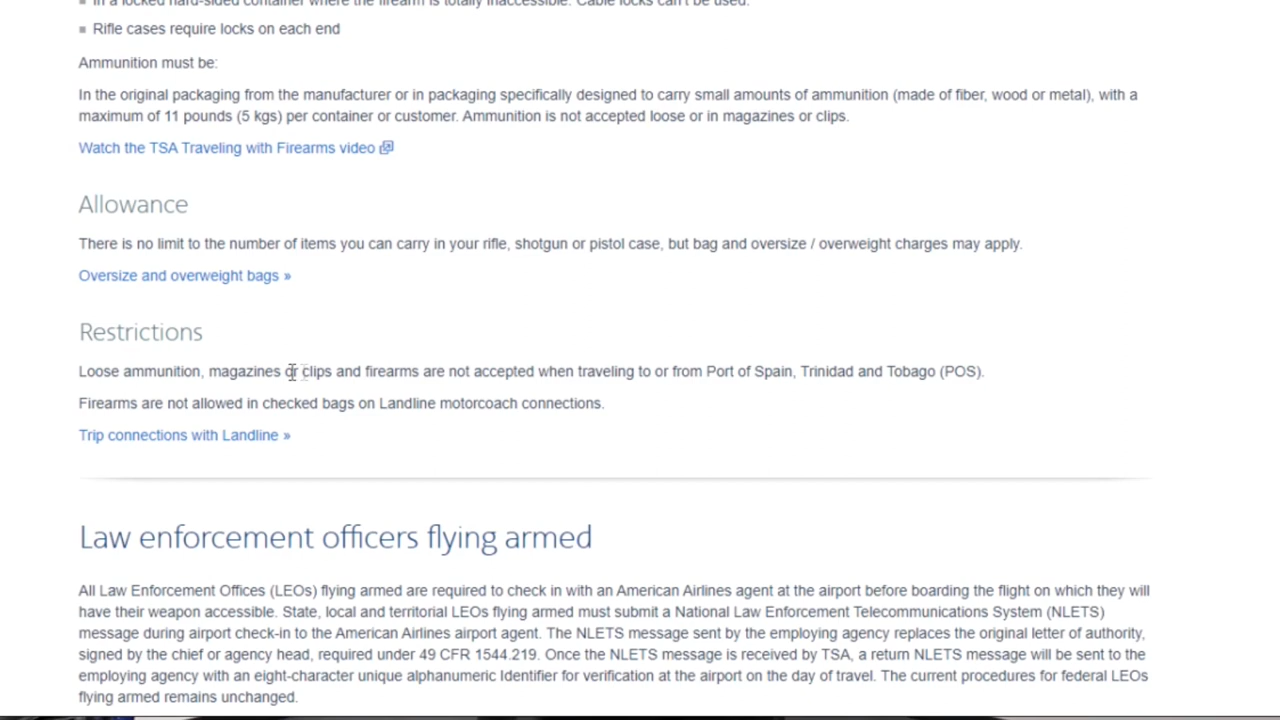 in a locked hard-sided container where the firearm is totally inaccessible. Cable locks can't be used.
Rifle cases require locks on each end
Ammunition must be:
In the original packaging from the manufacturer or in packaging specifically designed to carry small amounts of ammunition (made of fiber, wood or metal), with a
maximum of 11 pounds (5 kgs) per container or customer. Ammunition is not accepted loose or in magazines or clips.
Watch the TSA Traveling with Firearms video
Allowance
There is no limit to the number of items you can carry in your rifle, shotgun or pistol case, but bag and oversize / overweight charges may apply.
Oversize and overweight bags »
Restrictions
Loose ammunition, magazines or clips and firearms are not accepted when traveling to or from Port of Spain, Trinidad and Tobago (POS).
Firearms are not allowed in checked bags on Landline motorcoach connections.
Trip connections with Landline »
Law enforcement officers flying armed
All Law Enforcement Offices (LEOs) flying armed are required to check in with an American Airlines agent at the airport before boarding the flight on which they will
have their weapon accessible. State, local and territorial LEOs flying armed must submit a National Law Enforcement Telecommunications System (NLETS)
message during airport check-in to the American Airlines airport agent. The NLETS message sent by the employing agency replaces the original letter of authority,
signed by the chief or agency head, required under 49 CFR 1544.219. Once the NLETS message is received by TSA, a return NLETS message will be sent to the
employing agency with an eight-character unique alphanumeric Identifier for verification at the airport on the day of travel. The current procedures for federal LEOs
flying armed remains unchanged.